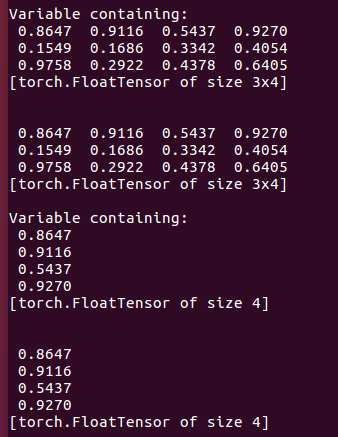 Variable containing:
0.8647 0.9116 0.5437 0.9270
0.1549 0.1686 0.3342 0.4054
0.9758 0.2922 0.4378 0.6405
[torch.FloatTensor of size 3x4]
0.8647 0.9116 0.5437 0.9270
0.1549 0.1686 0.3342 0.4054
0.9758 0.2922 0.4378 0.6405
[torch.FloatTensor of size 3x4]
Variable containing:
0.8647
0.9116
0.5437
0.9270
[torch.FloatTensor of size 4]
0.8647
0.9116
0.5437
0.9270
[torch.FloatTensor of size 4]